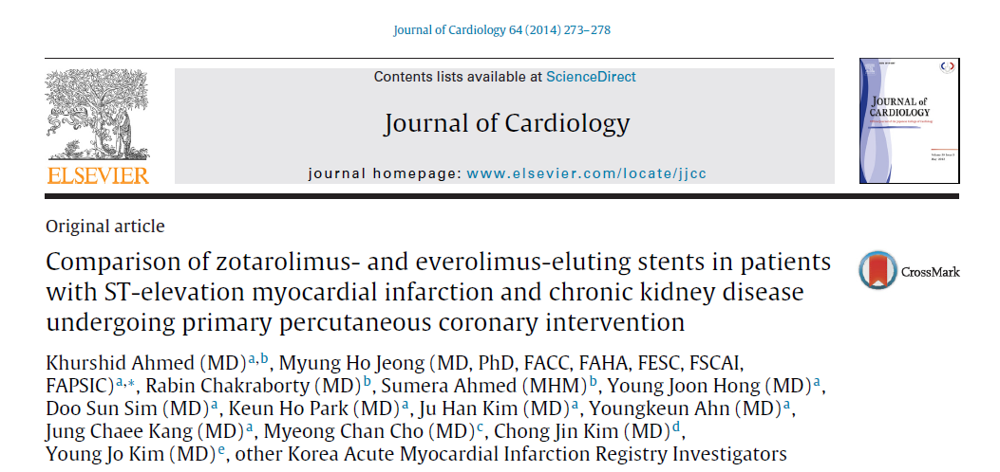 Journal of Cardiology 64 (2014) 273–278
Contents lists available at ScienceDirect
Journal of Cardiology
journal homepage: www.elsevier.com/locate/jjcc
ELSEVIER
JOURNAL of
CARDIOLOGY
Original article
Comparison of zotarolimus- and everolimus-eluting stents in patients
with ST-elevation myocardial infarction and chronic kidney disease
undergoing primary percutaneous coronary intervention
CrossMark
Khurshid Ahmed (MD)a,b, Myung Ho Jeong (MD, PhD, FACC, FAHA, FESC, FSCAI,
FAPSIC)a,*, Rabin Chakraborty (MD)b, Sumera Ahmed (MHM)b, Young Joon Hong (MD)a,
Doo Sun Sim (MD)a, Keun Ho Park (MD)a, Ju Han Kim (MD)a, Youngkeun Ahn (MD)a,
Jung Chaee Kang (MD)a, Myeong Chan Cho (MD)c, Chong Jin Kim (MD)d,
Young Jo Kim (MD)e, other Korea Acute Myocardial Infarction Registry Investigators